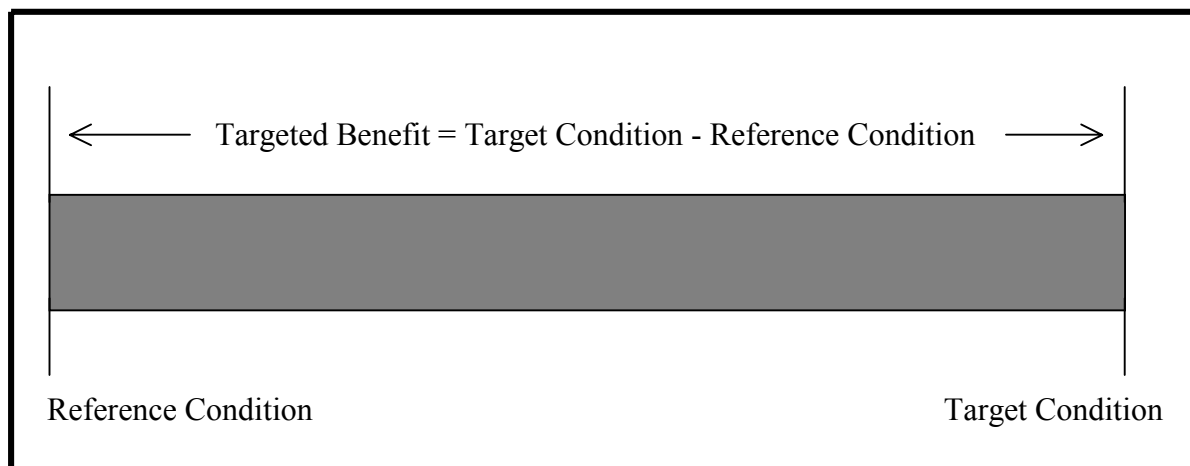 Targeted Benefit = Target Condition - Reference Condition
Reference Condition
Target Condition